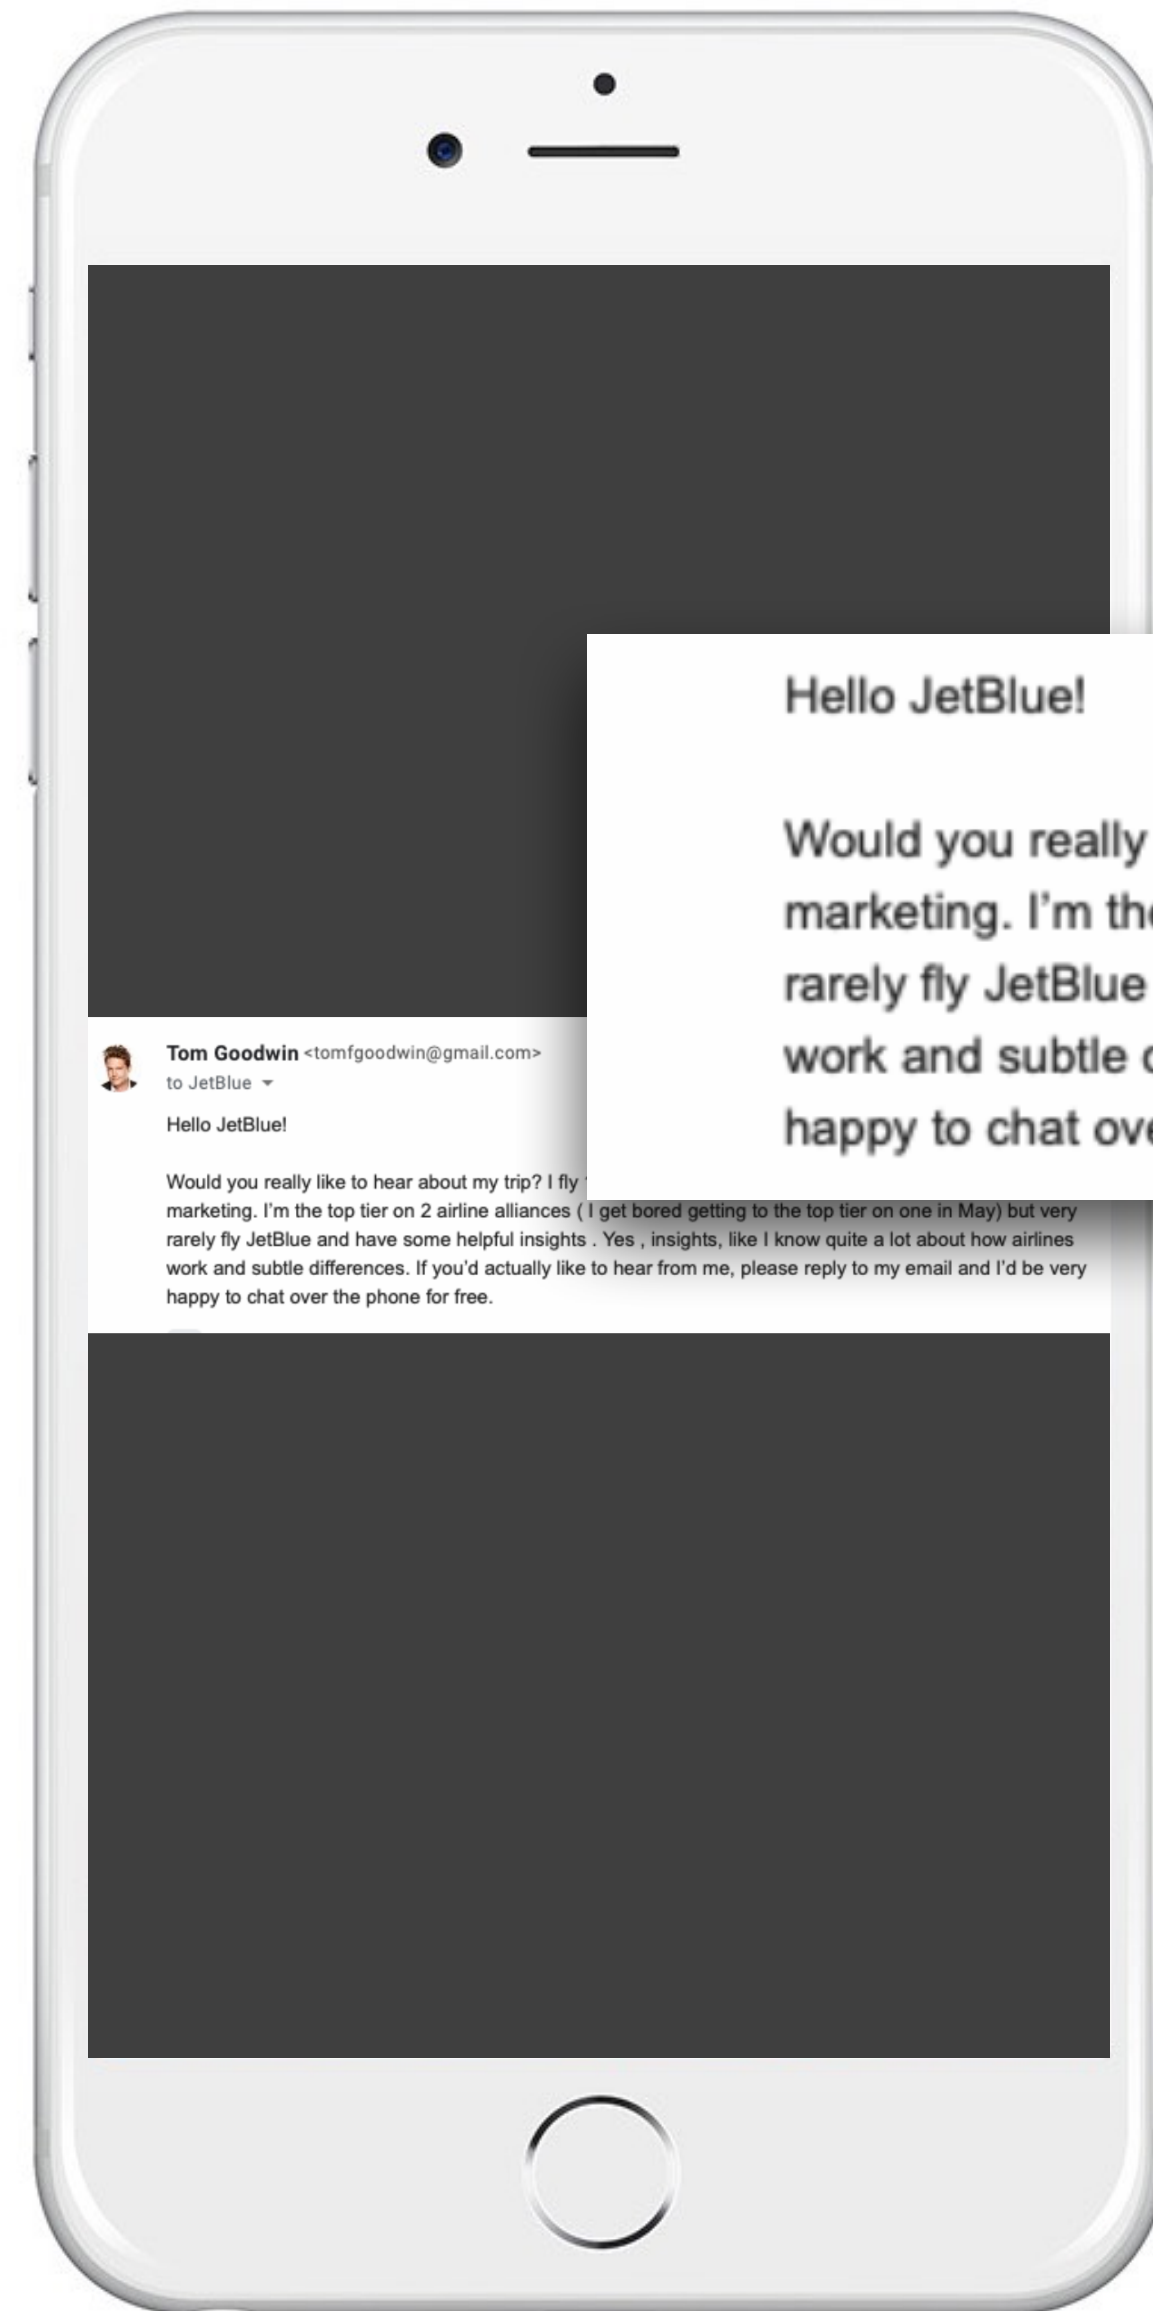 Hello JetBlue!
Would you really
marketing. I'm the
rarely fly JetBlue
work and subtle
happy to chat
Tom Goodwin <tomfgoodwin@gmail.com>
to JetBlue
Hello JetBlue!
Would you really like to hear about my trip? I fly
marketing. I'm the top tier on 2 airline alliances ( I get bored getting to the top tier on one in May) but very
rarely fly JetBlue and have some helpful insights . Yes , insights, like I know quite a lot about how airlines
work and subtle differences. If you'd actually like to hear from me, please reply to my email and I'd be very
happy to chat over the phone for free.